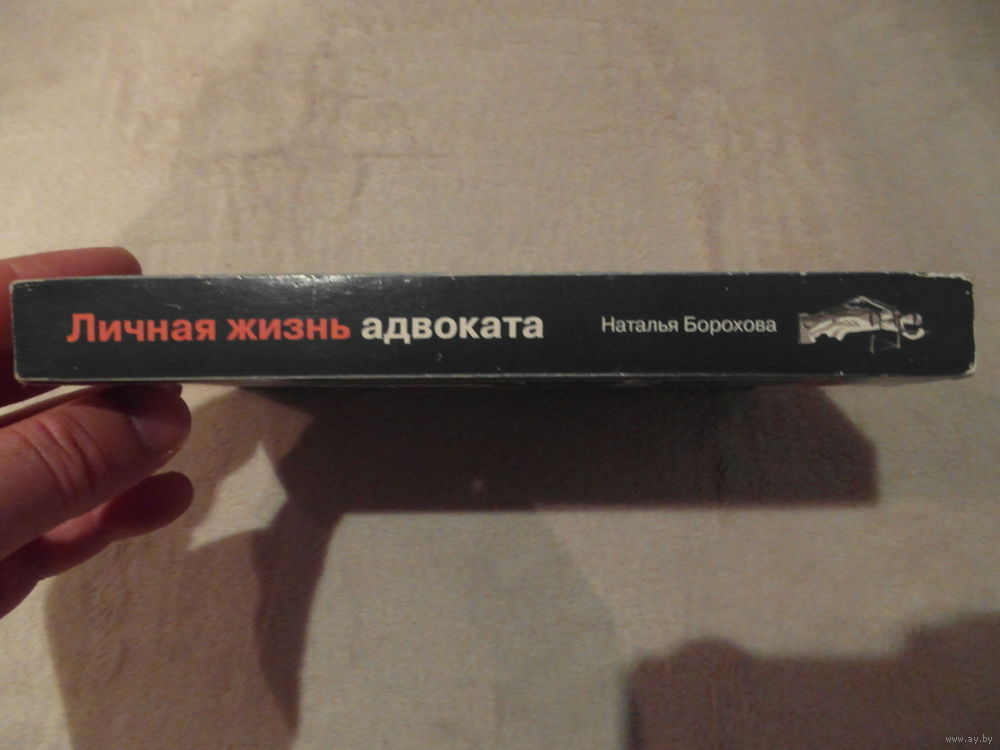 Личная жизнь адвоката
Наталья Борохова
www.ay.by